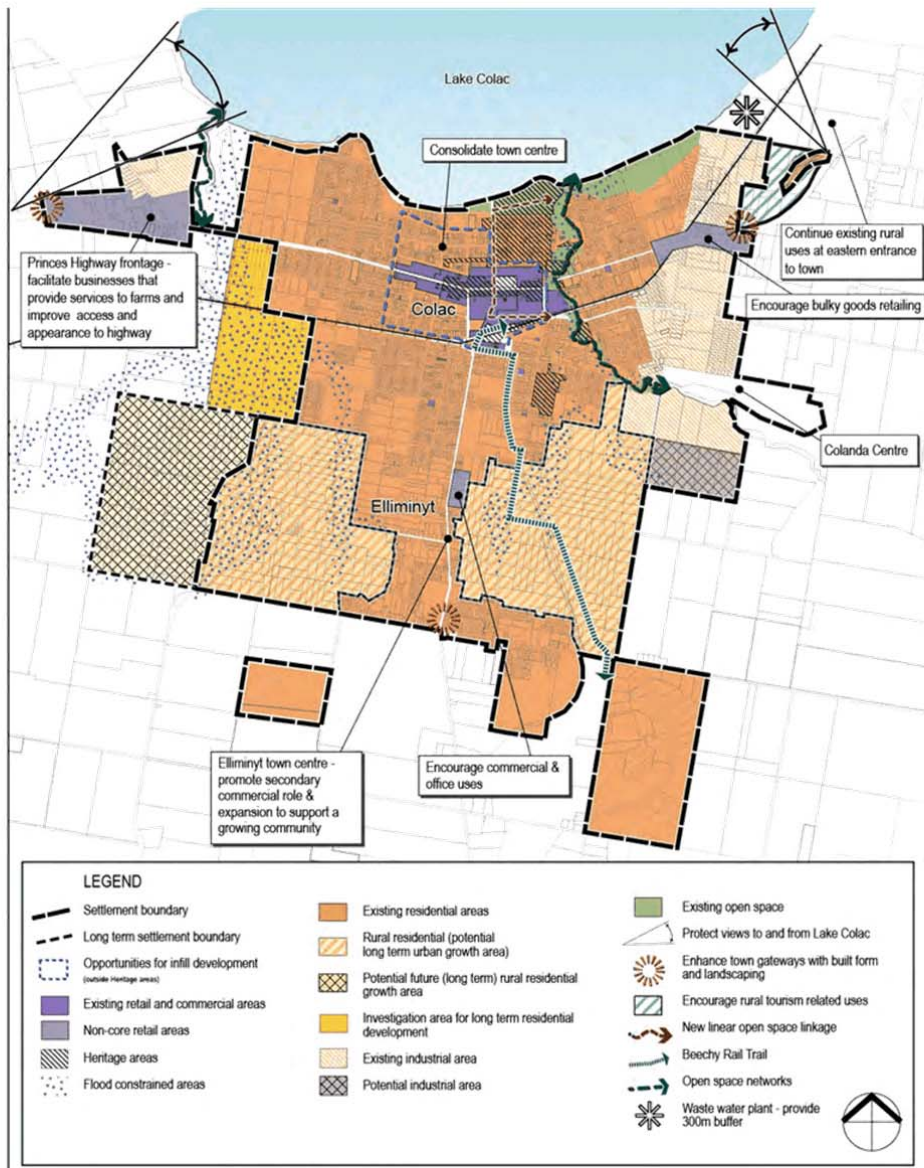 Lake Colac
Consolidate town centre
Continue existing rural
uses at eastern entrance
to town
Princes Highway frontage -
facilitate businesses that
provide services to farms and
improve access and
appearance to highway
Encourage bulky goods retailing
Colac
Colanda Centre
Elliminyt
Elliminyt town centre -
promote secondary
commercial role &
expansion to support a
growing community
Encourage commercial &
office uses
LEGEND
Settlement boundary
Long term settlement boundary
Opportunities for infill development
(outside Heritage areas)
Existing retail and commercial areas
Non-core retail areas
Heritage areas
Flood constrained areas
Existing residential areas
Rural residential (potential
long term urban growth area)
Potential future (long term) rural residential
growth area
Investigation area for long term residential
development
Existing industrial area
Potential industrial area
Existing open space
Protect views to and from Lake Colac
Enhance town gateways with built form
and landscaping
Encourage rural tourism related uses
New linear open space linkage
Beechy Rail Trail
Open space networks
Waste water plant - provide
300m buffer